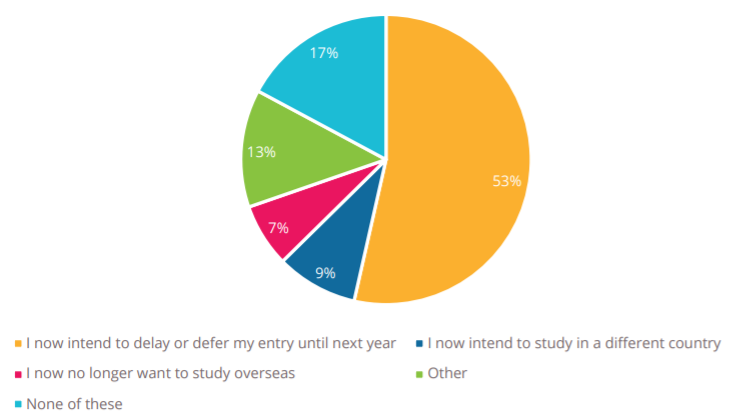 17%
13%
53%
7%
9%
I now intend to delay or defer my entry until next year
I now intend to study in a different country
I now no longer want to study overseas
Other
None of these